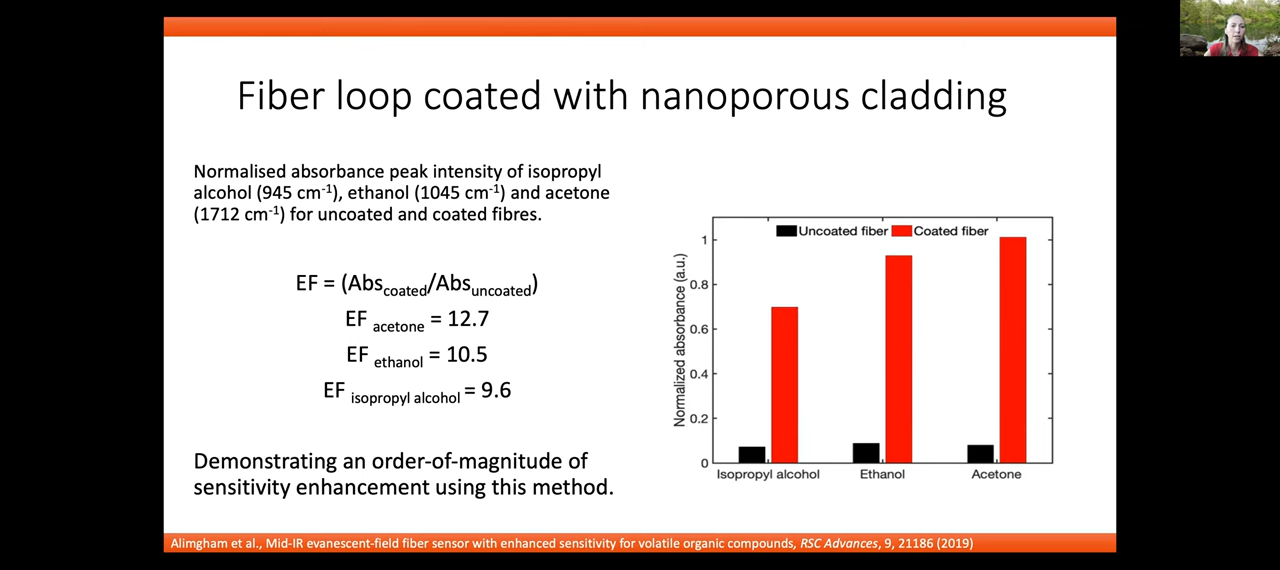 Fiber loop coated with nanoporous cladding
Normalised absorbance peak intensity of isopropyl
alcohol (945 cm⁻¹), ethanol (1045 cm⁻¹) and acetone
(1712 cm⁻¹) for uncoated and coated fibres.
EF = (Abs_coated/Abs_uncoated)
EF acetone = 12.7
EF ethanol = 10.5
EF isopropyl alcohol = 9.6
Demonstrating an order-of-magnitude of
sensitivity enhancement using this method.
Uncoated fiber Coated fiber
Normalized absorbance (a.u.)
1
0.8
0.6
0.4
0.2
0
Isopropyl alcohol Ethanol Acetone
Alimgham et al., Mid-IR evanescent-field fiber sensor with enhanced sensitivity for volatile organic compounds, RSC Advances, 9, 21186 (2019)